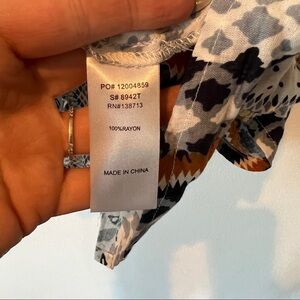 PO# 12004859
S# 8942T
RN#138713
100%RAYON
MADE IN CHINA